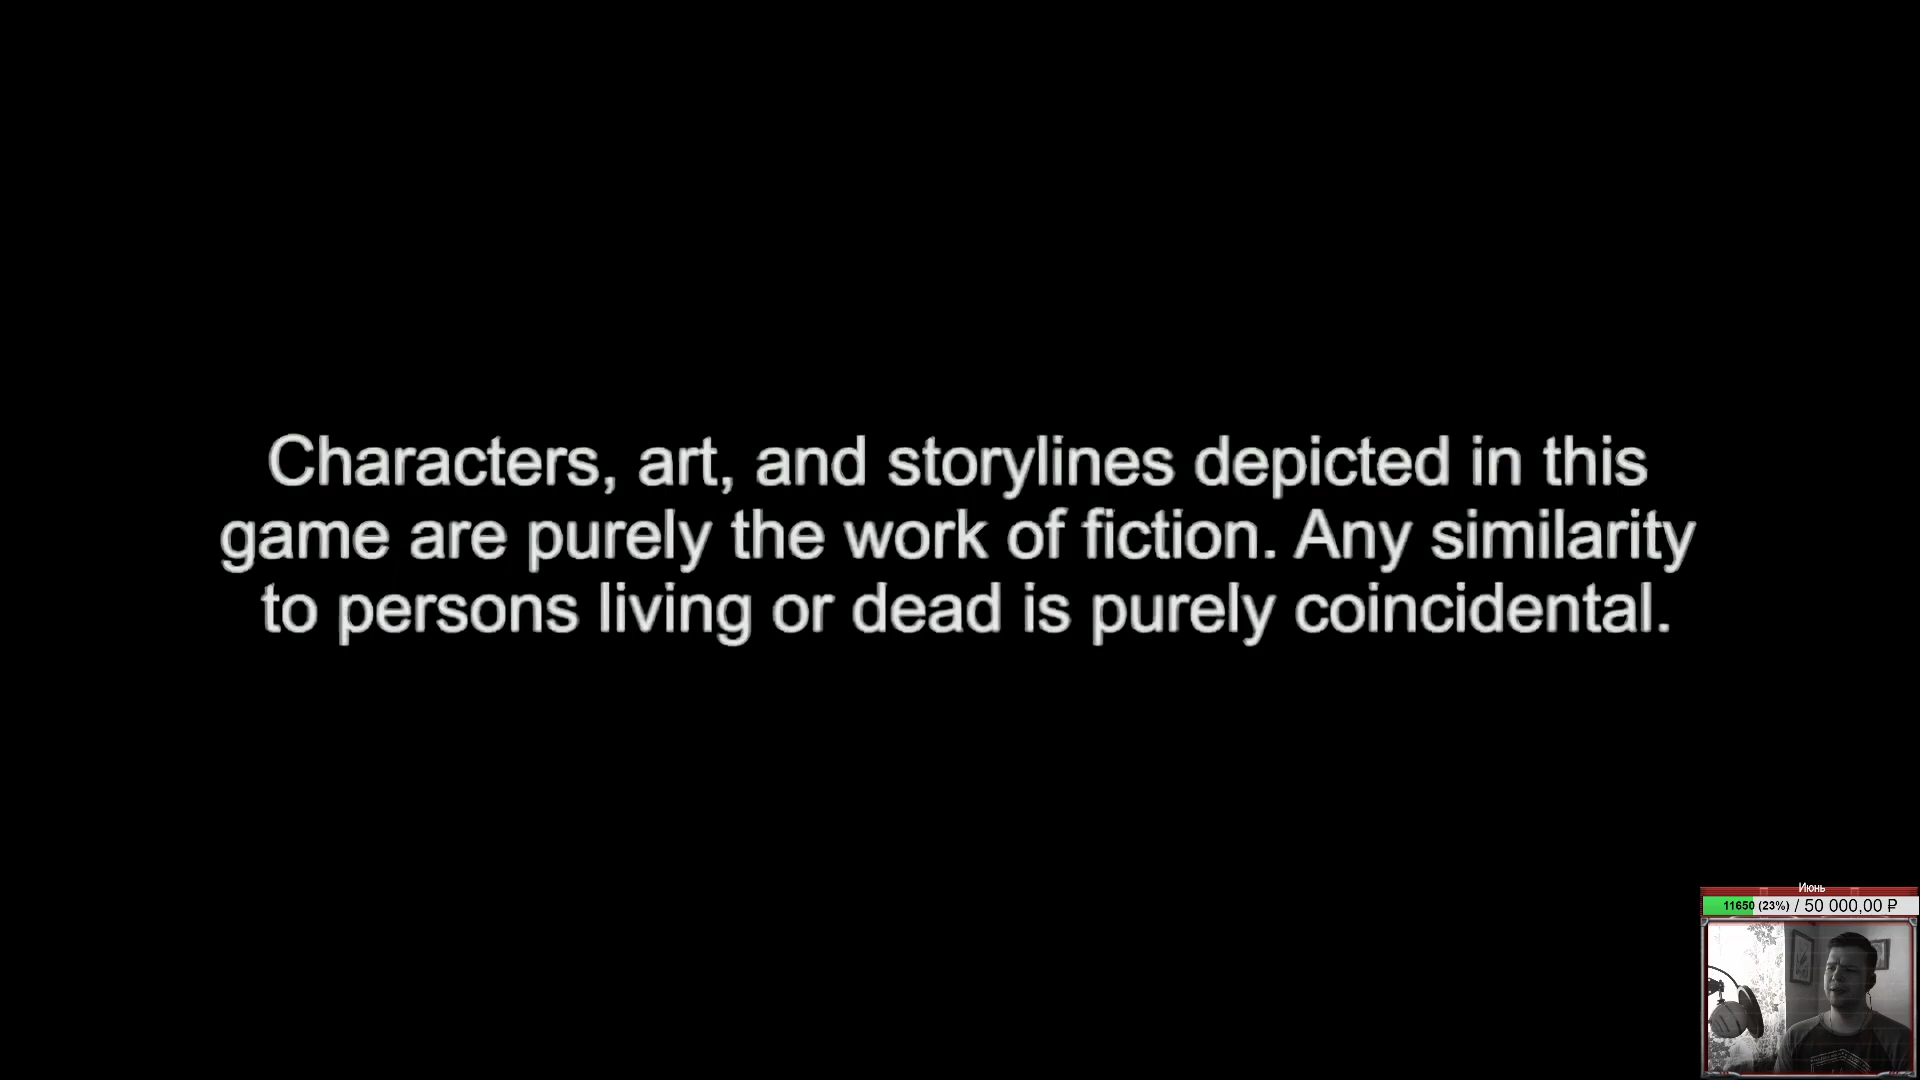 Characters, art, and storylines depicted in this
game are purely the work of fiction. Any similarity
to persons living or dead is purely coincidental.
Июнь
11650 (23%) / 50 000,00 ₽